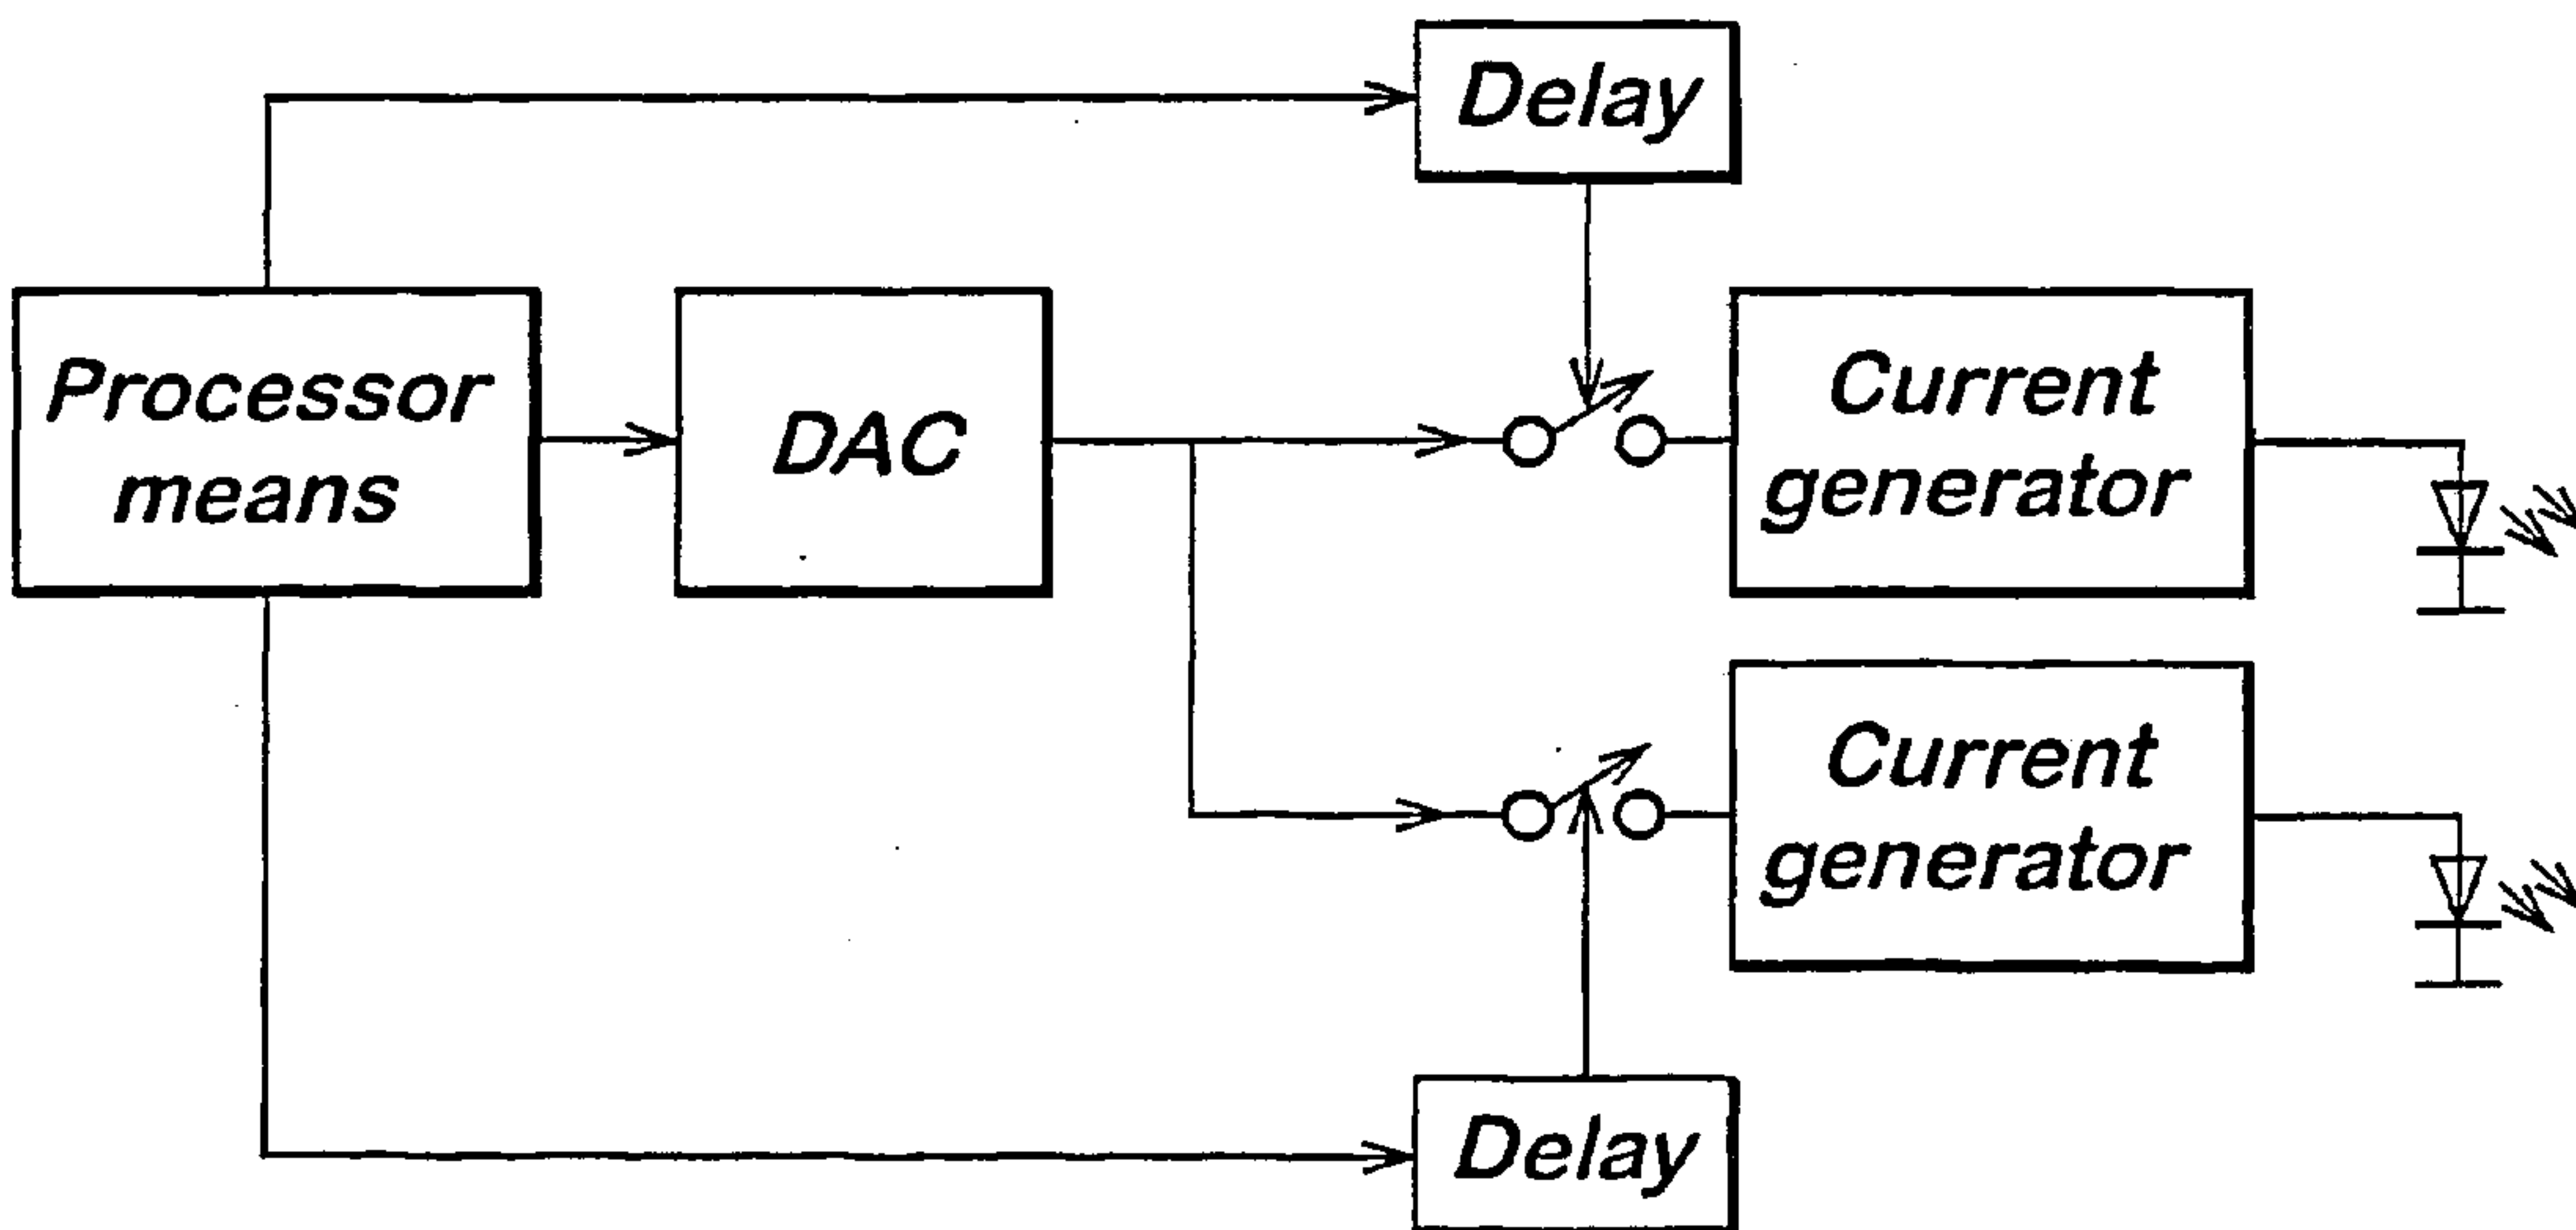 Delay
Processor
means
DAC
Current
generator
Current
generator
Delay